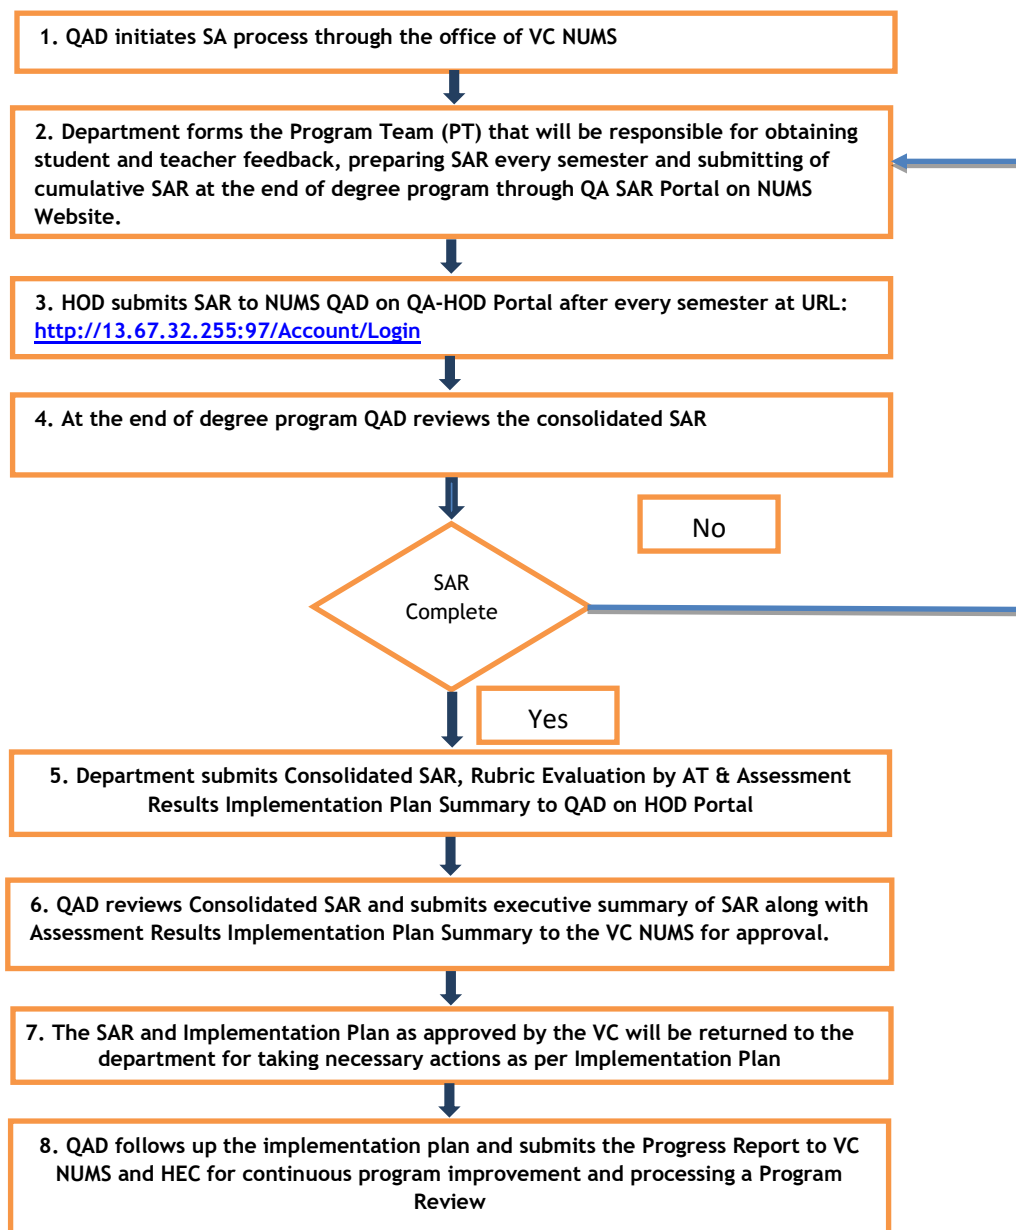 1. QAD initiates SA process through the office of VC NUMS
2. Department forms the Program Team (PT) that will be responsible for obtaining
student and teacher feedback, preparing SAR every semester and submitting of
cumulative SAR at the end of degree program through QA SAR Portal on NUMS
Website.
3. HOD submits SAR to NUMS QAD on QA-HOD Portal after every semester at URL:
http://13.67.32.255:97/Account/Login
4. At the end of degree program QAD reviews the consolidated SAR
No
SAR
Complete
Yes
5. Department submits Consolidated SAR, Rubric Evaluation by AT & Assessment
Results Implementation Plan Summary to QAD on HOD Portal
6. QAD reviews Consolidated SAR and submits executive summary of SAR along with
Assessment Results Implementation Plan Summary to the VC NUMS for approval.
7. The SAR and Implementation Plan as approved by the VC will be returned to the
department for taking necessary actions as per Implementation Plan
8. QAD follows up the implementation plan and submits the Progress Report to VC
NUMS and HEC for continuous program improvement and processing a Program
Review